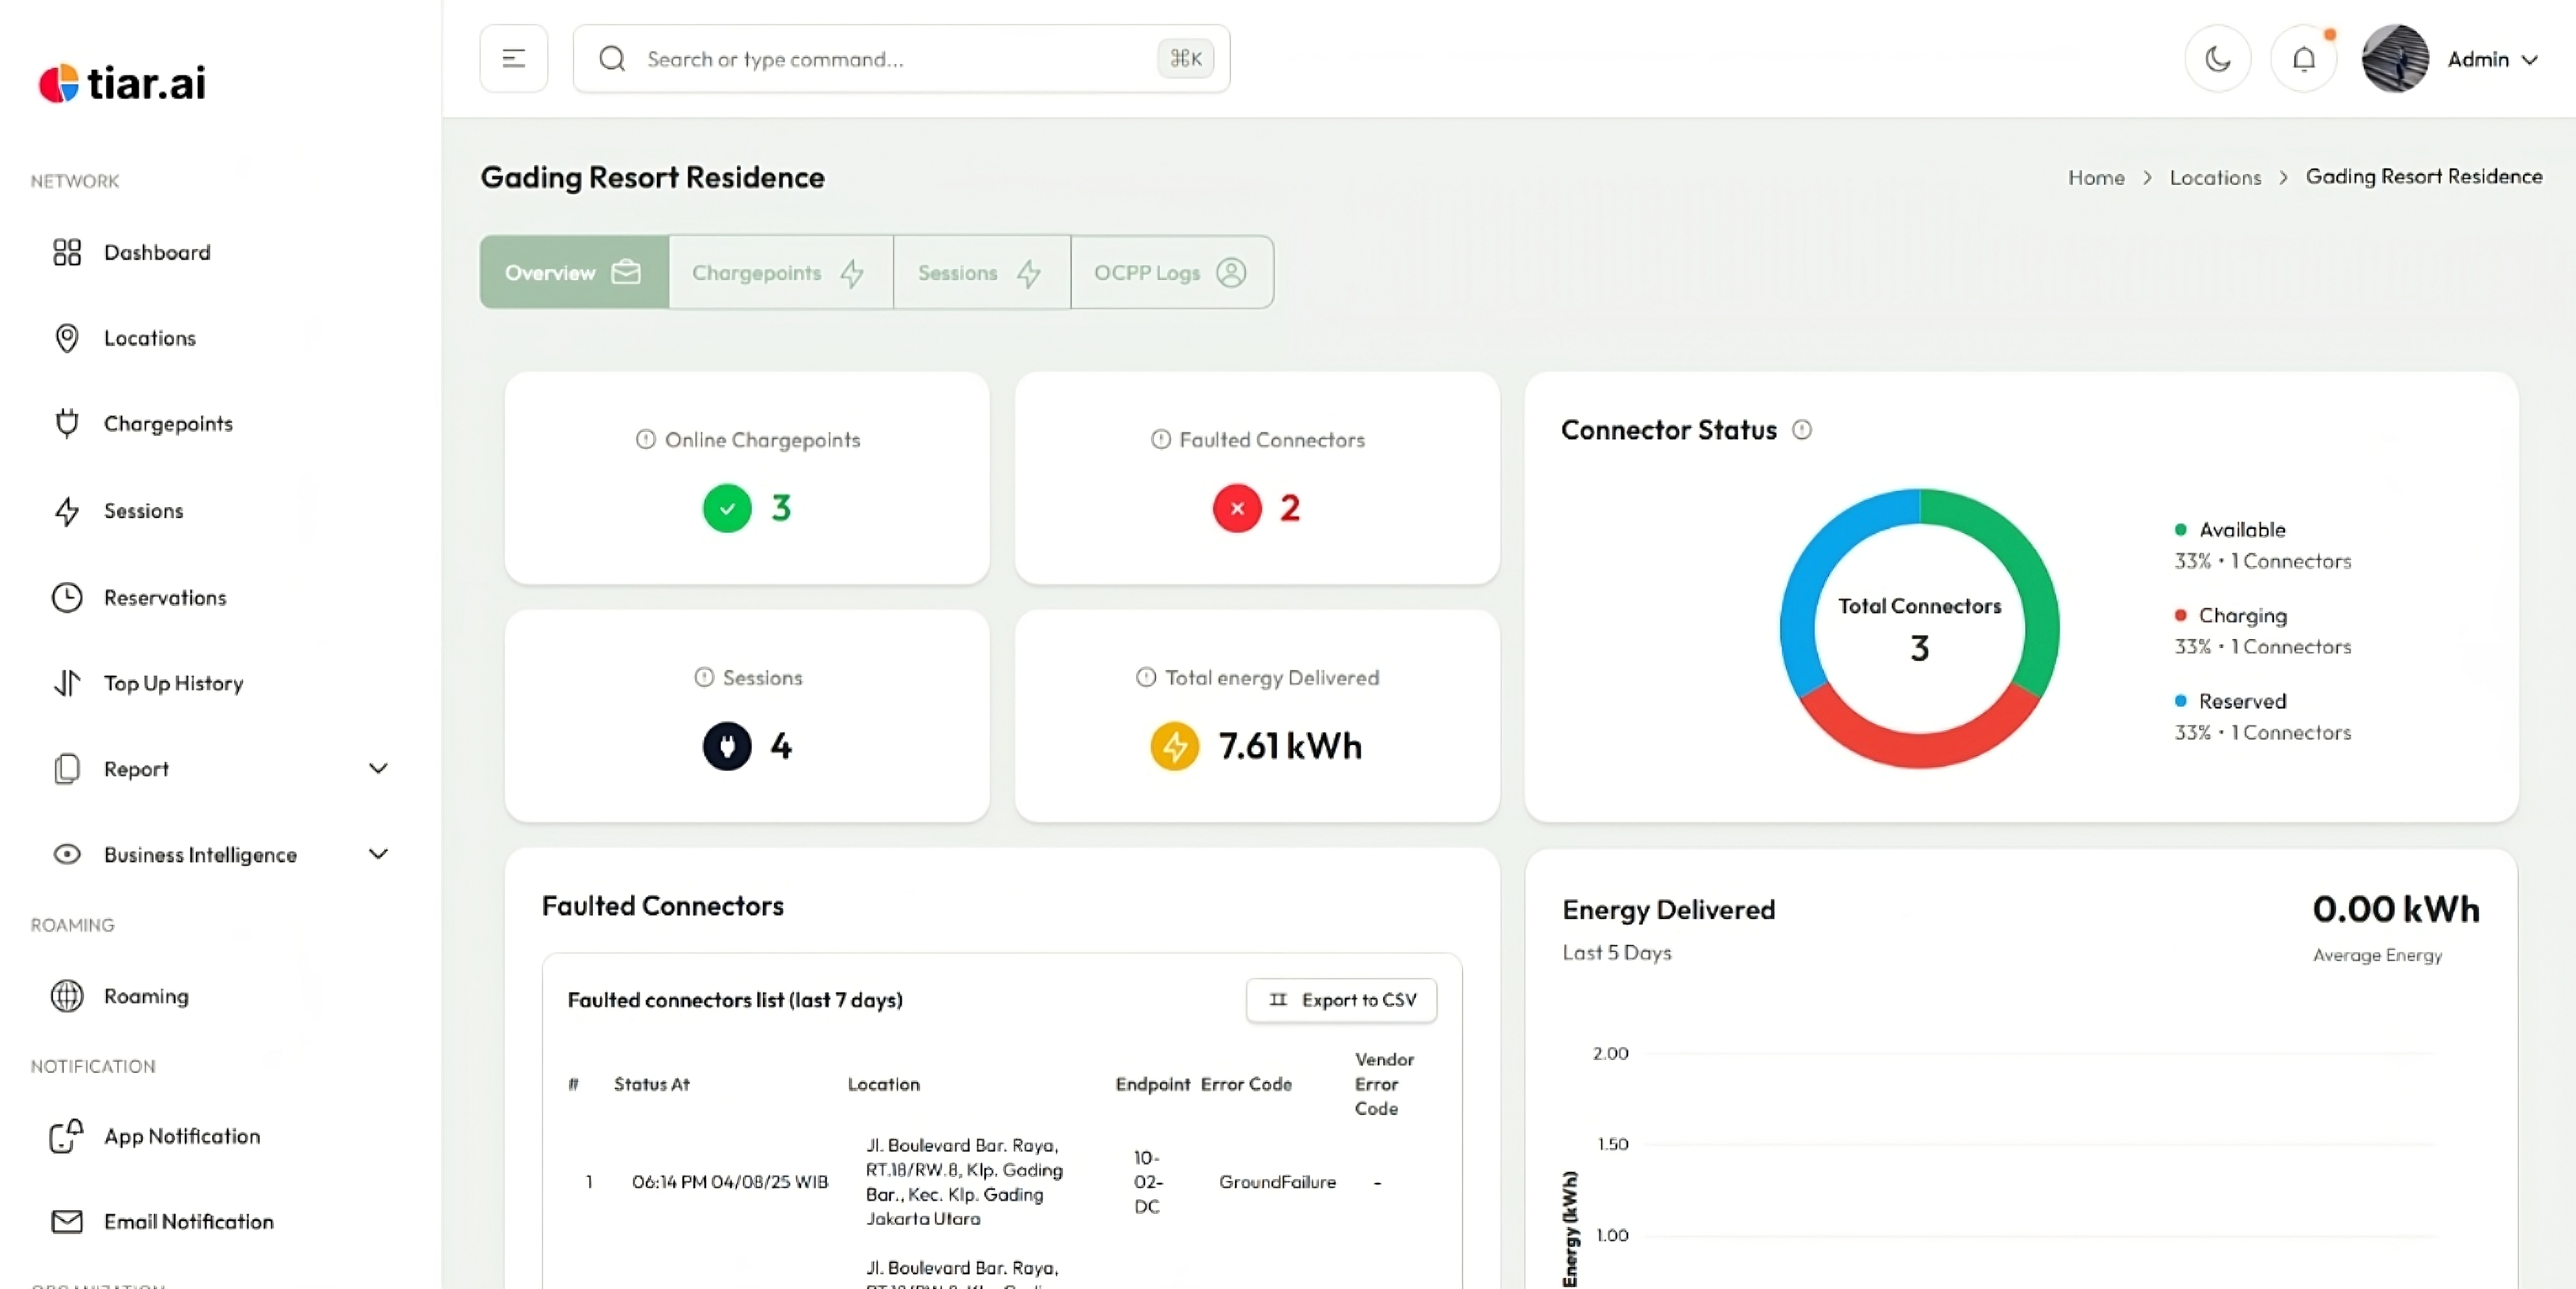 tiar.ai
Search or type command...
⌘K
Admin
NETWORK
Dashboard
Locations
Chargepoints
Sessions
Reservations
Top Up History
Report
Business Intelligence
ROAMING
Roaming
NOTIFICATION
App Notification
Email Notification
Gading Resort Residence
Home > Locations > Gading Resort Residence
Overview
Chargepoints
Sessions
OCPP Logs
Online Chargepoints
3
Faulted Connectors
2
Sessions
4
Total energy Delivered
7.61 kWh
Connector Status
Total Connectors
3
Available
33% • 1 Connectors
Charging
33% • 1 Connectors
Reserved
33% • 1 Connectors
Faulted Connectors
Faulted connectors list (last 7 days)
Export to CSV
# Status At Location Endpoint Error Code Vendor Error Code
1 06:14 PM 04/08/25 WIB
Jl. Boulevard Bar. Raya,
RT.18/RW.8, Klp. Gading
Bar., Kec. Klp. Gading
Jakarta Utara
10-
02-
DC
GroundFailure
-
Jl. Boulevard Bar. Raya,
Energy Delivered
Last 5 Days
0.00 kWh
Average Energy
2.00
1.50
1.00
Energy (kWh)